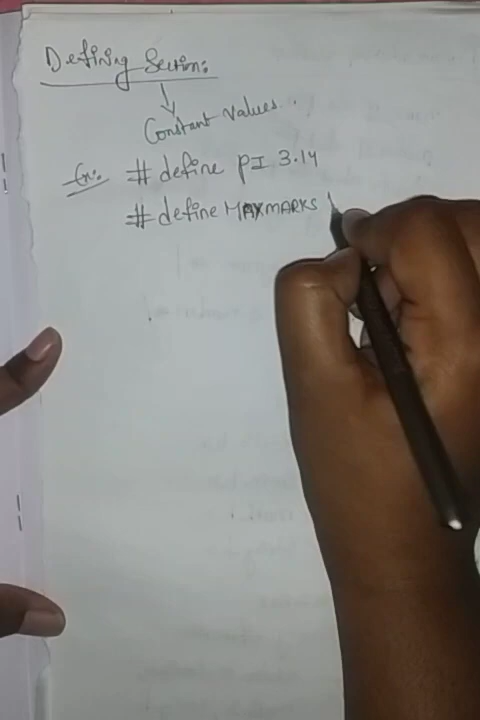 Defining Section:
Constant Values.
Ex:- # define PI 3.14
# define MAXMARKS